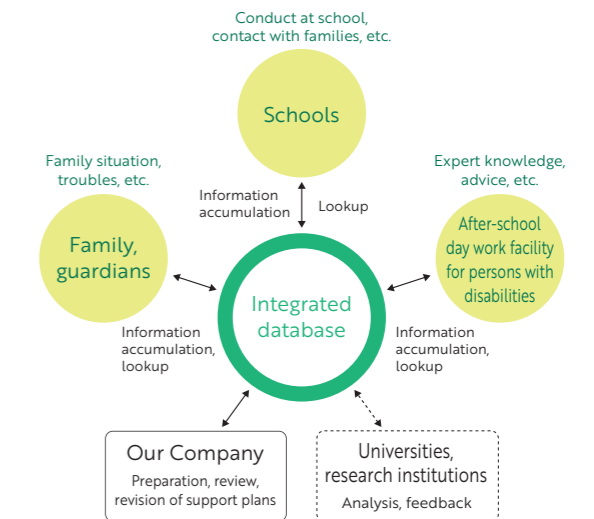 Conduct at school,
contact with families, etc.
Schools
Family situation,
troubles, etc.
Expert knowledge,
advice, etc.
Information
accumulation
Lookup
Family,
guardians
After-school
day work facility
for persons with
disabilities
Integrated
database
Information
accumulation,
lookup
Information
accumulation,
lookup
Our Company
Preparation, review,
revision of support plans
Universities,
research institutions
Analysis, feedback